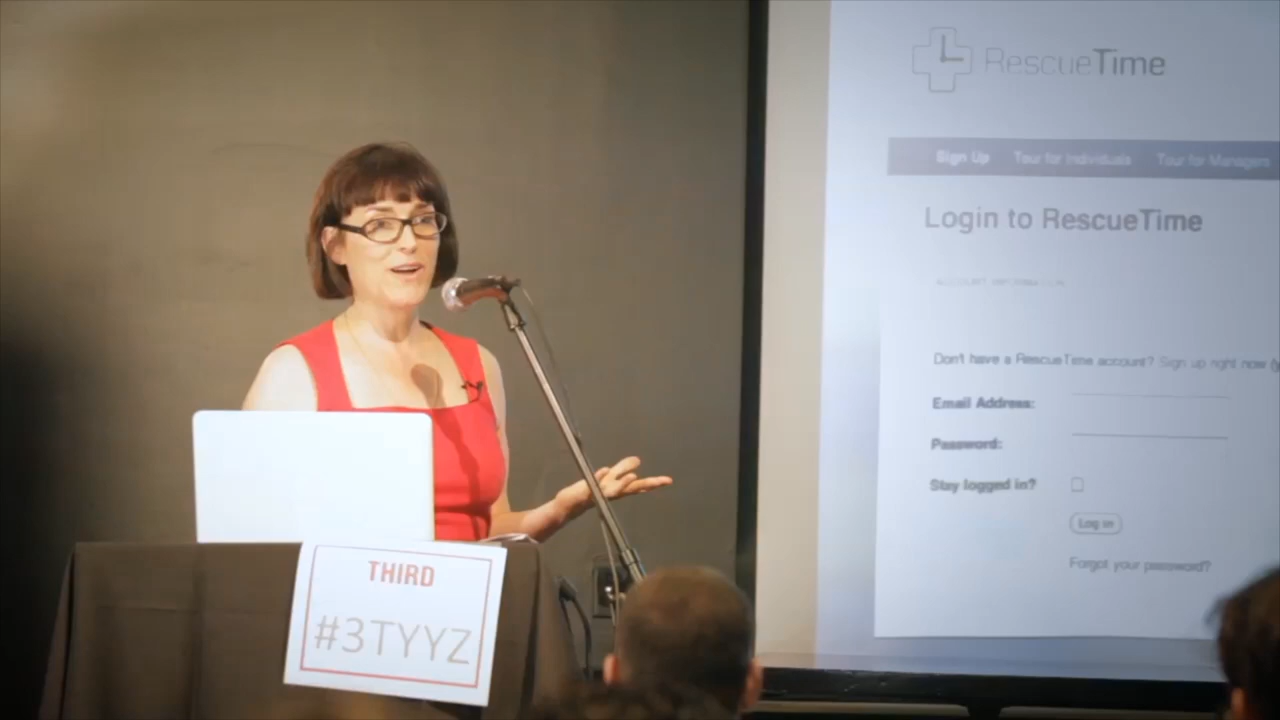 RescueTime
Sign Up Tour for Individuals Tour for Managers
Login to RescueTime
Don't have a RescueTime account? Sign up right now
Email Address:
Password:
Stay logged in?
Log in
Forgot your password?
THIRD
#3TYYZ